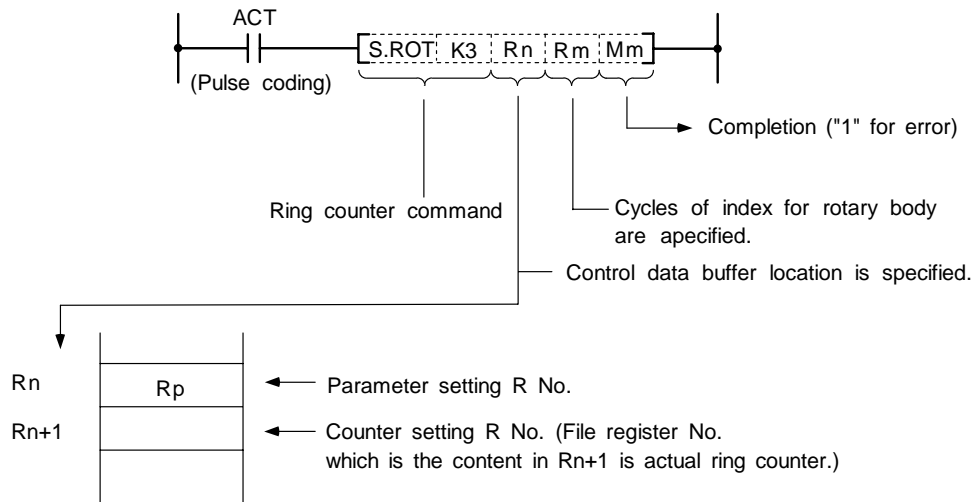 ACT
S.ROT K3 Rn Rm Mm
(Pulse coding)
Completion ("1" for error)
Ring counter command
Cycles of index for rotary body
are apecified.
Control data buffer location is specified.
Rn
Rp
Parameter setting R No.
Rn+1
Counter setting R No. (File register No.
which is the content in Rn+1 is actual ring counter.)